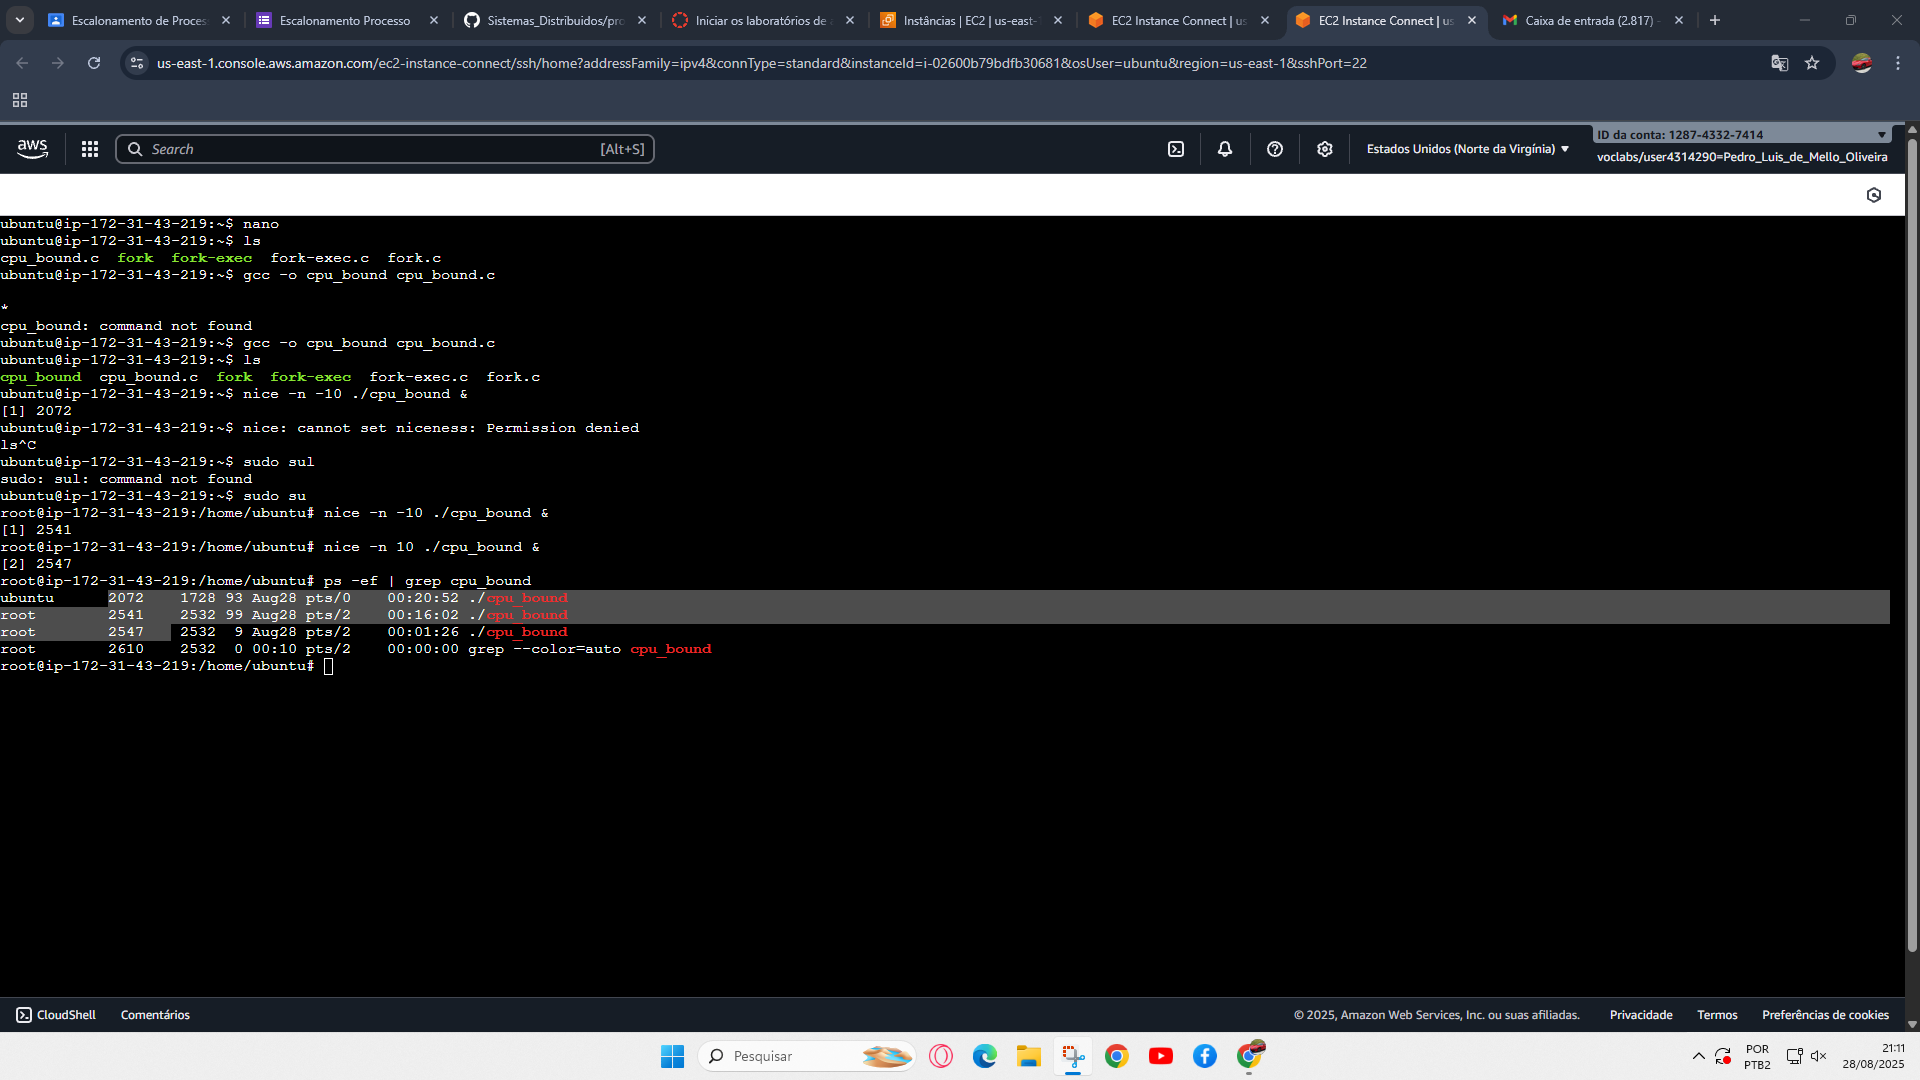 Escalonamento de Proces
Escalonamento Processo
Sistemas_Distribuidos/pro
Iniciar os laboratórios de a
Instâncias | EC2 | us-east-1
EC2 Instance Connect | us
EC2 Instance Connect | us
Caixa de entrada (2.817) -
us-east-1.console.aws.amazon.com/ec2-instance-connect/ssh/home?addressFamily=ipv4&connType=standard&instanceId=i-02600b79bdfb30681&osUser=ubuntu&region=us-east-1&sshPort=22
aws
Search
[Alt+S]
Estados Unidos (Norte da Virgínia)
ID da conta: 1287-4332-7414
voclabs/user4314290=Pedro_Luis_de_Mello_Oliveira
ubuntu@ip-172-31-43-219:~$ nano
ubuntu@ip-172-31-43-219:~$ ls
cpu_bound.c  fork  fork-exec  fork-exec.c  fork.c
ubuntu@ip-172-31-43-219:~$ gcc -o cpu_bound cpu_bound.c
*
cpu_bound: command not found
ubuntu@ip-172-31-43-219:~$ gcc -o cpu_bound cpu_bound.c
ubuntu@ip-172-31-43-219:~$ ls
cpu_bound  cpu_bound.c  fork  fork-exec  fork-exec.c  fork.c
ubuntu@ip-172-31-43-219:~$ nice -n -10 ./cpu_bound &
[1] 2072
ubuntu@ip-172-31-43-219:~$ nice: cannot set niceness: Permission denied
ls^C
ubuntu@ip-172-31-43-219:~$ sudo sul
sudo: sul: command not found
ubuntu@ip-172-31-43-219:~$ sudo su
root@ip-172-31-43-219:/home/ubuntu# nice -n -10 ./cpu_bound &
[1] 2541
root@ip-172-31-43-219:/home/ubuntu# nice -n 10 ./cpu_bound &
[2] 2547
root@ip-172-31-43-219:/home/ubuntu# ps -ef | grep cpu_bound
ubuntu      2072    1728 93 Aug28 pts/0    00:20:52 ./cpu_bound
root        2541    2532 99 Aug28 pts/2    00:16:02 ./cpu_bound
root        2547    2532  9 Aug28 pts/2    00:01:26 ./cpu_bound
root        2610    2532  0 00:10 pts/2    00:00:00 grep --color=auto cpu_bound
root@ip-172-31-43-219:/home/ubuntu#
CloudShell
Comentários
© 2025, Amazon Web Services, Inc. ou suas afiliadas.
Privacidade
Termos
Preferências de cookies
Pesquisar
POR
PTB2
21:11
28/08/2025